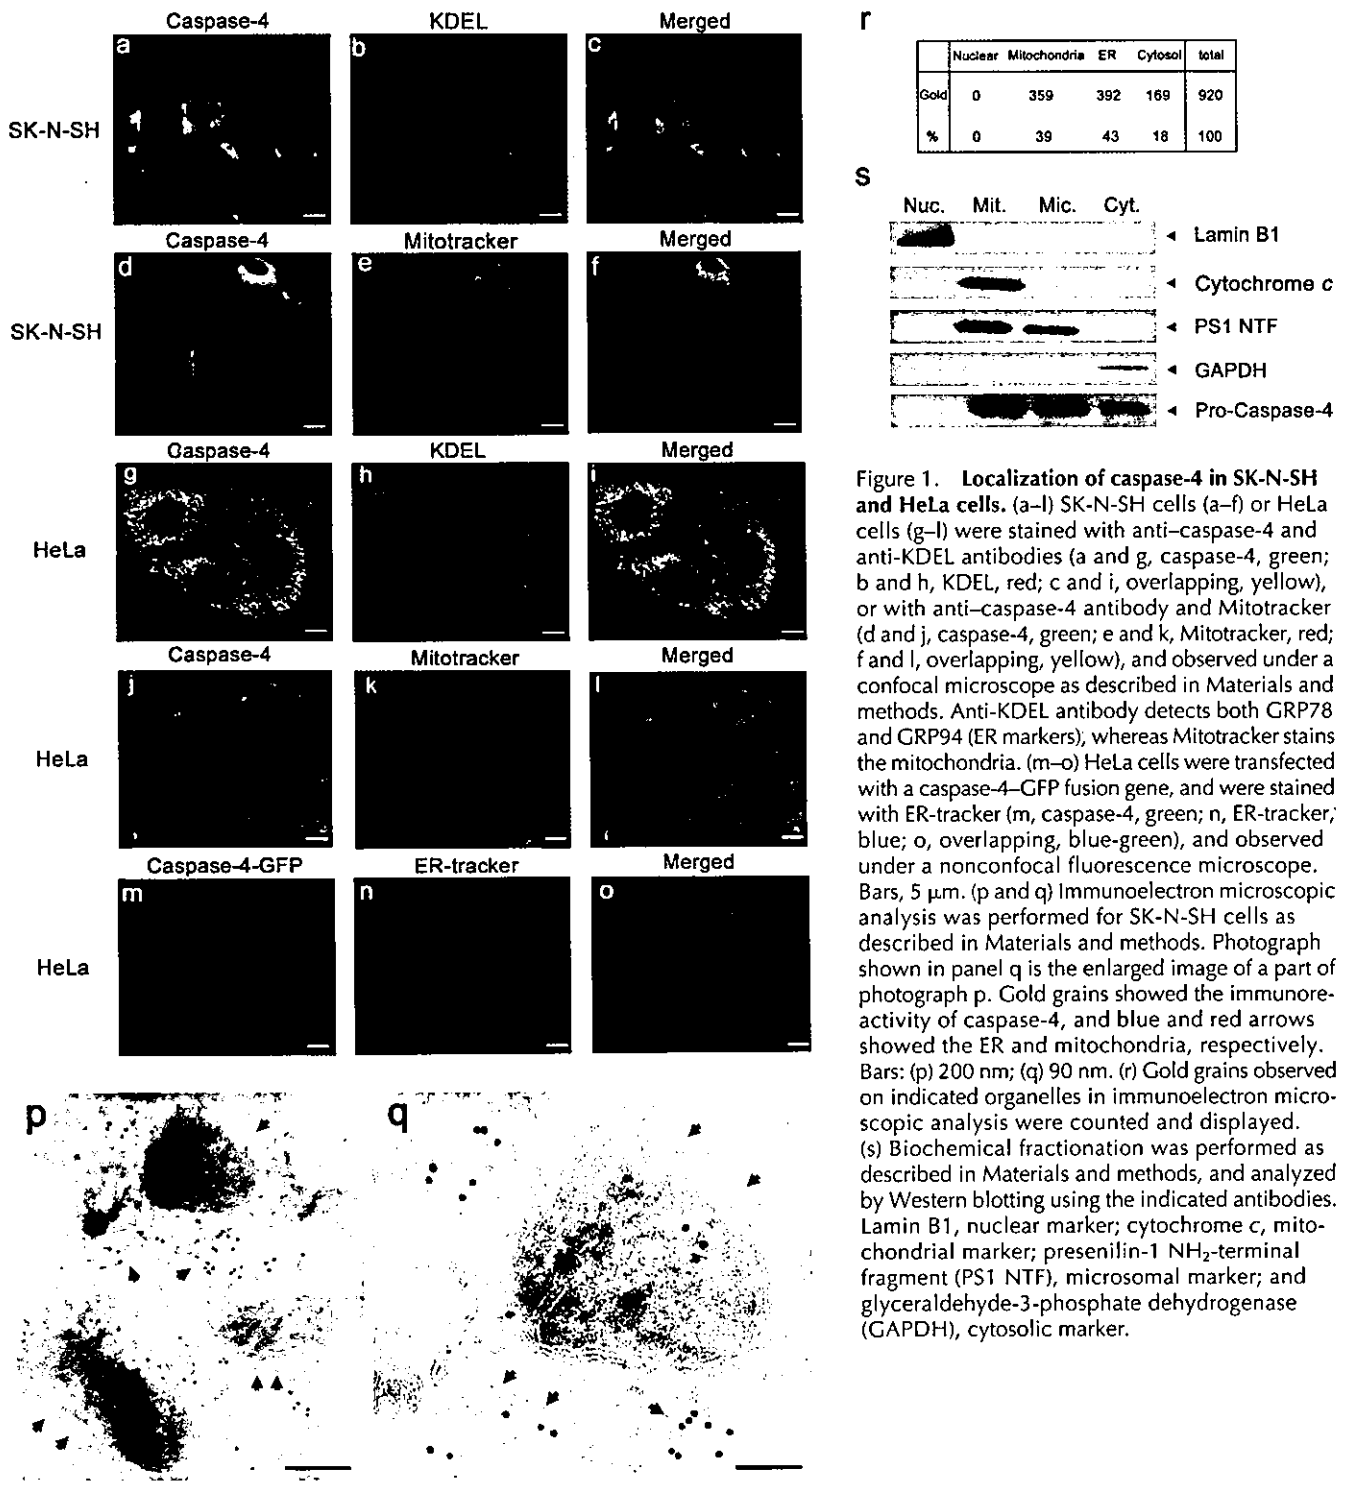 Caspase-4 KDEL Merged
a b c
SK-N-SH
Caspase-4 Mitotracker Merged
d e f
SK-N-SH
Gaspase-4 KDEL Merged
g h i
HeLa
Caspase-4 Mitotracker Merged
j k l
HeLa
Caspase-4-GFP ER-tracker Merged
m n o
HeLa
p q
r
Nuclear Mitochondria ER Cytosol total
Gold 0 359 392 169 920
% 0 39 43 18 100
s
Nuc. Mit. Mic. Cyt.
Lamin B1
Cytochrome c
PS1 NTF
GAPDH
Pro-Caspase-4
Figure 1. Localization of caspase-4 in SK-N-SH
and HeLa cells. (a–l) SK-N-SH cells (a–f) or HeLa
cells (g–l) were stained with anti–caspase-4 and
anti-KDEL antibodies (a and g, caspase-4, green;
b and h, KDEL, red; c and i, overlapping, yellow),
or with anti–caspase-4 antibody and Mitotracker
(d and j, caspase-4, green; e and k, Mitotracker, red;
f and l, overlapping, yellow), and observed under a
confocal microscope as described in Materials and
methods. Anti-KDEL antibody detects both GRP78
and GRP94 (ER markers), whereas Mitotracker stains
the mitochondria. (m–o) HeLa cells were transfected
with a caspase-4–GFP fusion gene, and were stained
with ER-tracker (m, caspase-4, green; n, ER-tracker,
blue; o, overlapping, blue-green), and observed
under a nonconfocal fluorescence microscope.
Bars, 5 μm. (p and q) Immunoelectron microscopic
analysis was performed for SK-N-SH cells as
described in Materials and methods. Photograph
shown in panel q is the enlarged image of a part of
photograph p. Gold grains showed the immunore-
activity of caspase-4, and blue and red arrows
showed the ER and mitochondria, respectively.
Bars: (p) 200 nm; (q) 90 nm. (r) Gold grains observed
on indicated organelles in immunoelectron micro-
scopic analysis were counted and displayed.
(s) Biochemical fractionation was performed as
described in Materials and methods, and analyzed
by Western blotting using the indicated antibodies.
Lamin B1, nuclear marker; cytochrome c, mito-
chondrial marker; presenilin-1 NH₂-terminal
fragment (PS1 NTF), microsomal marker; and
glyceraldehyde-3-phosphate dehydrogenase
(GAPDH), cytosolic marker.